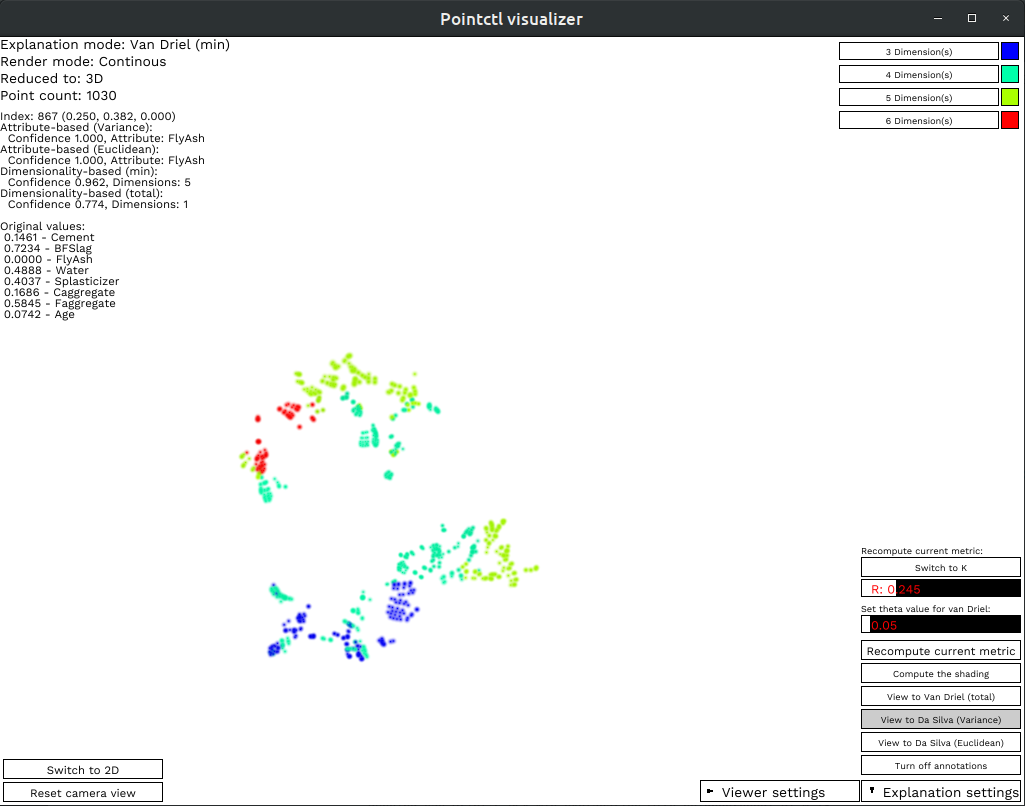 Pointctl visualizer
Explanation mode: Van Driel (min)
Render mode: Continous
Reduced to: 3D
Point count: 1030
Index: 867 (0.250, 0.382, 0.000)
Attribute-based (Variance):
Confidence 1.000, Attribute: FlyAsh
Attribute-based (Euclidean):
Confidence 1.000, Attribute: FlyAsh
Dimensionality-based (min):
Confidence 0.962, Dimensions: 5
Dimensionality-based (total):
Confidence 0.774, Dimensions: 1
Original values:
0.1461 - Cement
0.7234 - BFSlag
0.0000 - FlyAsh
0.4888 - Water
0.4037 - Splasticizer
0.1686 - Caggregate
0.5845 - Faggregate
0.0742 - Age
3 Dimension(s)
4 Dimension(s)
5 Dimension(s)
6 Dimension(s)
Recompute current metric:
Switch to K
R: 0.245
Set theta value for van Driel:
0.05
Recompute current metric
Compute the shading
View to Van Driel (total)
View to Da Silva (Variance)
View to Da Silva (Euclidean)
Turn off annotations
Switch to 2D
Reset camera view
Viewer settings
Explanation settings